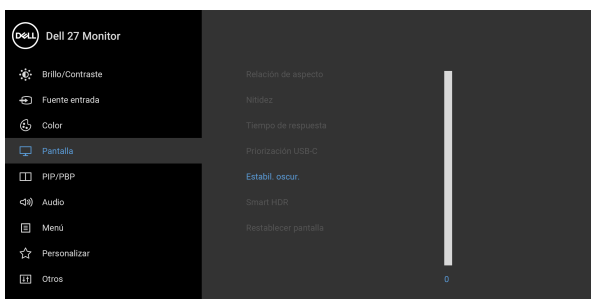 DELL
Dell 27 Monitor
Brillo/Contraste
Fuente entrada
Color
Pantalla
PIP/PBP
Audio
Menú
Personalizar
Otros
Relación de aspecto
Nitidez
Tiempo de respuesta
Priorización USB-C
Estabil. oscur.
Smart HDR
Restablecer pantalla
0